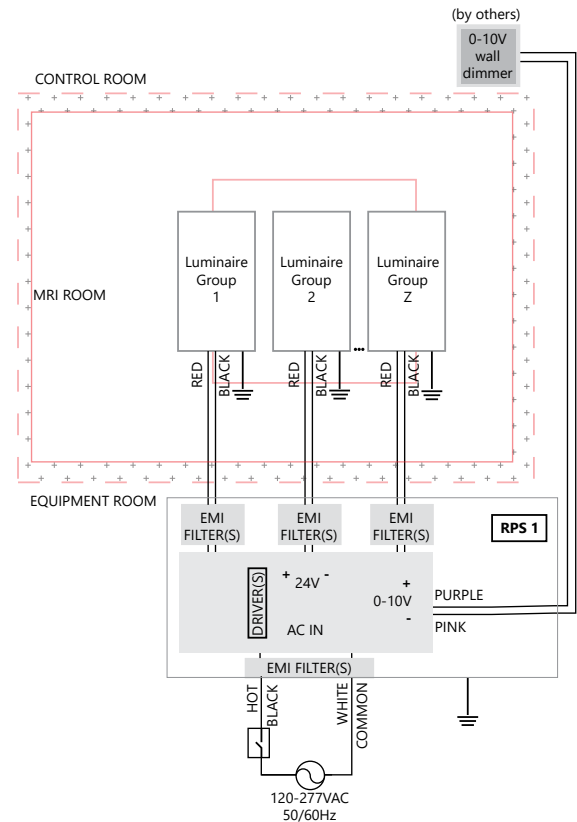 (by others)
0-10V
wall
dimmer
CONTROL ROOM
MRI ROOM
Luminaire
Group
1
Luminaire
Group
2
Luminaire
Group
Z
...
RED
BLACK
RED
BLACK
RED
BLACK
EQUIPMENT ROOM
EMI
FILTER(S)
EMI
FILTER(S)
EMI
FILTER(S)
RPS 1
DRIVER(S)
+ 24V -
AC IN
+
0-10V
-
PURPLE
PINK
EMI FILTER(S)
HOT
BLACK
WHITE
COMMON
120-277VAC
50/60Hz